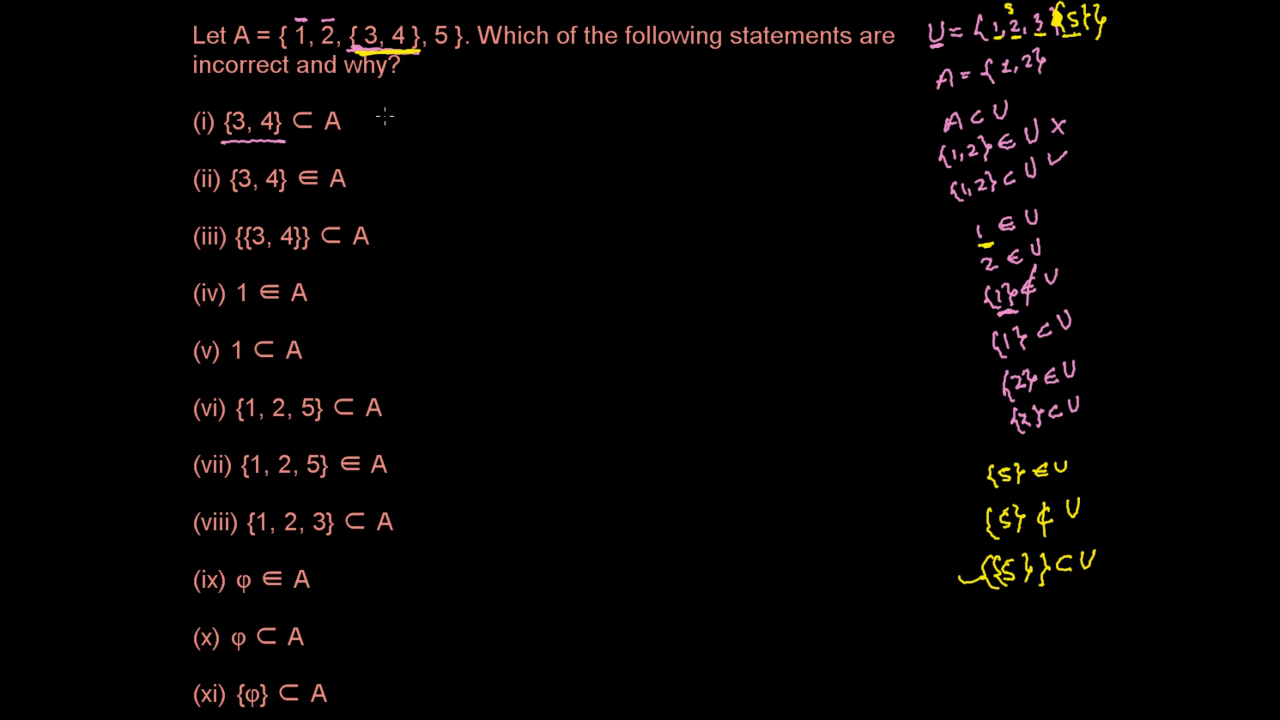 Let A = { 1, 2, { 3, 4 }, 5 }. Which of the following statements are
incorrect and why?
(i) {3, 4} ⊂ A
(ii) {3, 4} ∈ A
(iii) {{3, 4}} ⊂ A
(iv) 1 ∈ A
(v) 1 ⊂ A
(vi) {1, 2, 5} ⊂ A
(vii) {1, 2, 5} ∈ A
(viii) {1, 2, 3} ⊂ A
(ix) φ ∈ A
(x) φ ⊂ A
(xi) {φ} ⊂ A
U = {1, 2, 3 {5}}
A = {1, 2}
A ⊂ U
{1,2} ∈ U ×
{1,2} ⊂ U ✓
1 ∈ U
2 ∈ U
{1} ∉ U
{1} ⊂ U
{2} ∈ U
{2} ⊂ U
{5} ∈ U
{5} ⊄ U
{{5}} ⊂ U